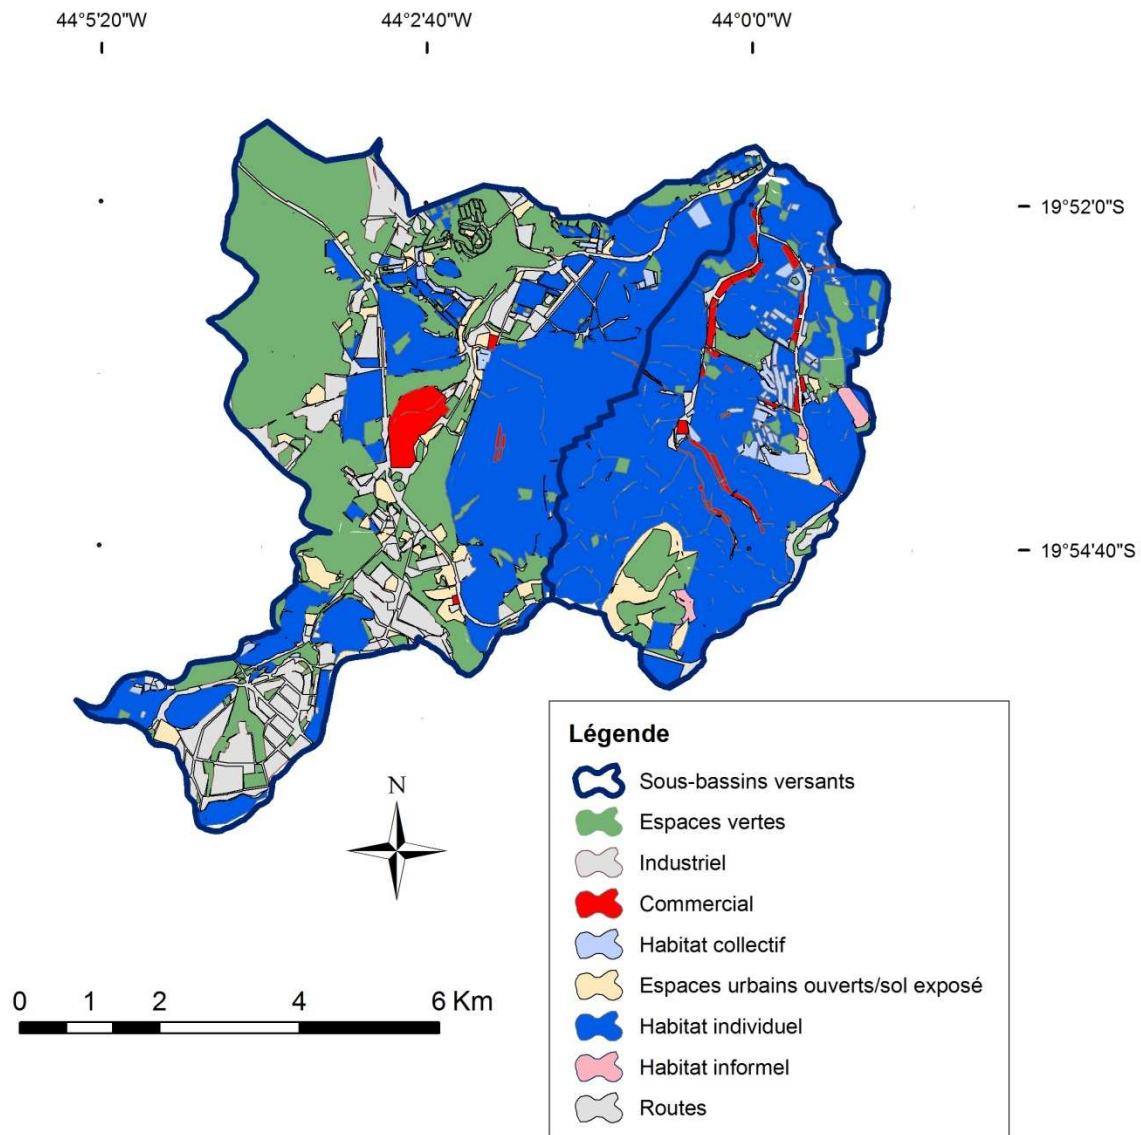 44°5'20"W 44°2'40"W 44°0'0"W
19°52'0"S
19°54'40"S
Légende
Sous-bassins versants
Espaces vertes
Industriel
Commercial
Habitat collectif
Espaces urbains ouverts/sol exposé
Habitat individuel
Habitat informel
Routes
N
0 1 2 4 6 Km